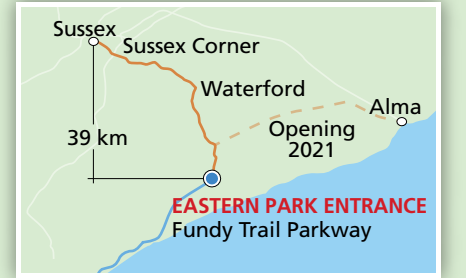 Sussex
Sussex Corner
Waterford
Alma
39 km
Opening
2021
EASTERN PARK ENTRANCE
Fundy Trail Parkway